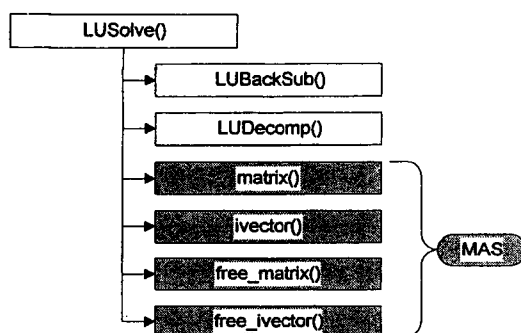 LUSolve()
LUBackSub()
LUDecomp()
matrix()
ivector()
MAS
free_matrix()
free_ivector()